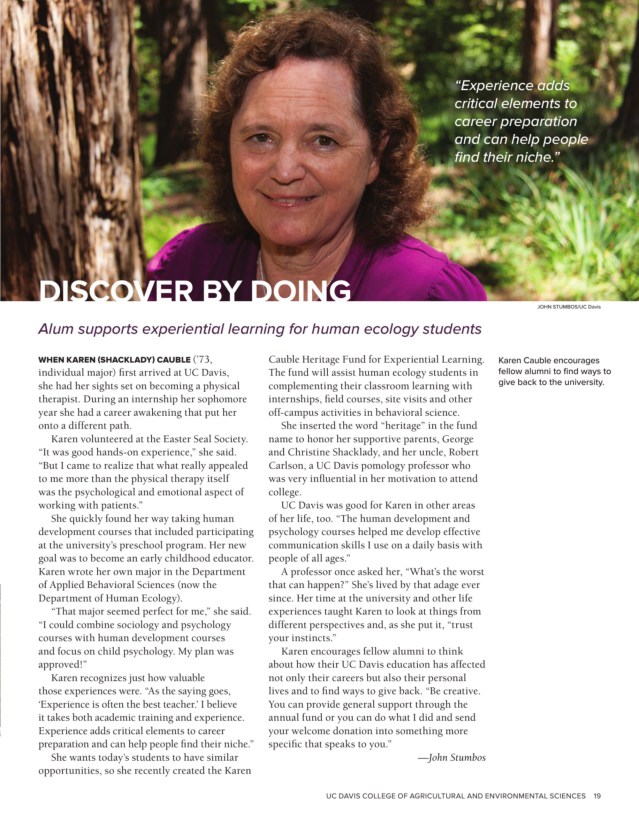 “Experience adds
critical elements to
career preparation
and can help people
find their niche.”
DISCOVER BY DOING
JOHN STUMBOS/UC Davis
Alum supports experiential learning for human ecology students
WHEN KAREN (SHACKLADY) CAUBLE (’73,
individual major) first arrived at UC Davis,
she had her sights set on becoming a physical
therapist. During an internship her sophomore
year she had a career awakening that put her
onto a different path.
Karen volunteered at the Easter Seal Society.
“It was good hands-on experience,” she said.
“But I came to realize that what really appealed
to me more than the physical therapy itself
was the psychological and emotional aspect of
working with patients.”
She quickly found her way taking human
development courses that included participating
at the university’s preschool program. Her new
goal was to become an early childhood educator.
Karen wrote her own major in the Department
of Applied Behavioral Sciences (now the
Department of Human Ecology).
“That major seemed perfect for me,” she said.
“I could combine sociology and psychology
courses with human development courses
and focus on child psychology. My plan was
approved!”
Karen recognizes just how valuable
those experiences were. “As the saying goes,
‘Experience is often the best teacher.’ I believe
it takes both academic training and experience.
Experience adds critical elements to career
preparation and can help people find their niche.”
She wants today’s students to have similar
opportunities, so she recently created the Karen
Cauble Heritage Fund for Experiential Learning.
The fund will assist human ecology students in
complementing their classroom learning with
internships, field courses, site visits and other
off-campus activities in behavioral science.
She inserted the word “heritage” in the fund
name to honor her supportive parents, George
and Christine Shacklady, and her uncle, Robert
Carlson, a UC Davis pomology professor who
was very influential in her motivation to attend
college.
UC Davis was good for Karen in other areas
of her life, too. “The human development and
psychology courses helped me develop effective
communication skills I use on a daily basis with
people of all ages.”
A professor once asked her, “What’s the worst
that can happen?” She’s lived by that adage ever
since. Her time at the university and other life
experiences taught Karen to look at things from
different perspectives and, as she put it, “trust
your instincts.”
Karen encourages fellow alumni to think
about how their UC Davis education has affected
not only their careers but also their personal
lives and to find ways to give back. “Be creative.
You can provide general support through the
annual fund or you can do what I did and send
your welcome donation into something more
specific that speaks to you.”
—John Stumbos
Karen Cauble encourages
fellow alumni to find ways to
give back to the university.
UC DAVIS COLLEGE OF AGRICULTURAL AND ENVIRONMENTAL SCIENCES 19